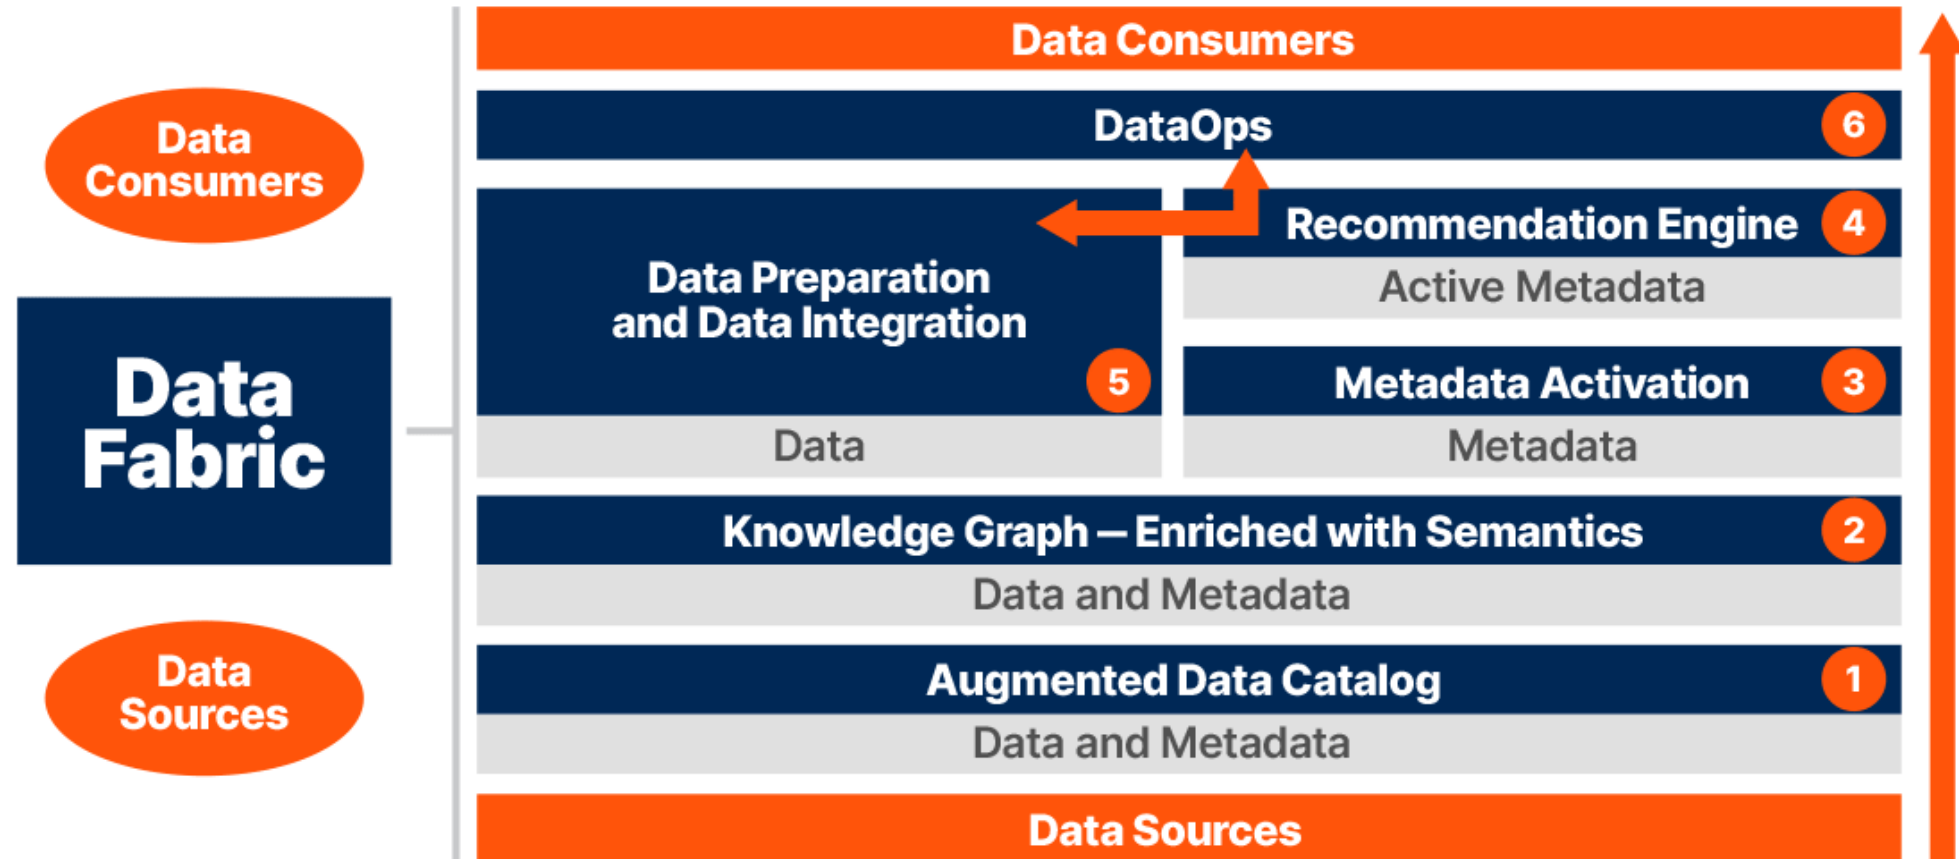 Data
Consumers
Data
Fabric
Data
Sources
Data Consumers
DataOps
6
Data Preparation
and Data Integration
5
Data
Recommendation Engine
4
Active Metadata
Metadata Activation
3
Metadata
Knowledge Graph – Enriched with Semantics
2
Data and Metadata
Augmented Data Catalog
1
Data and Metadata
Data Sources